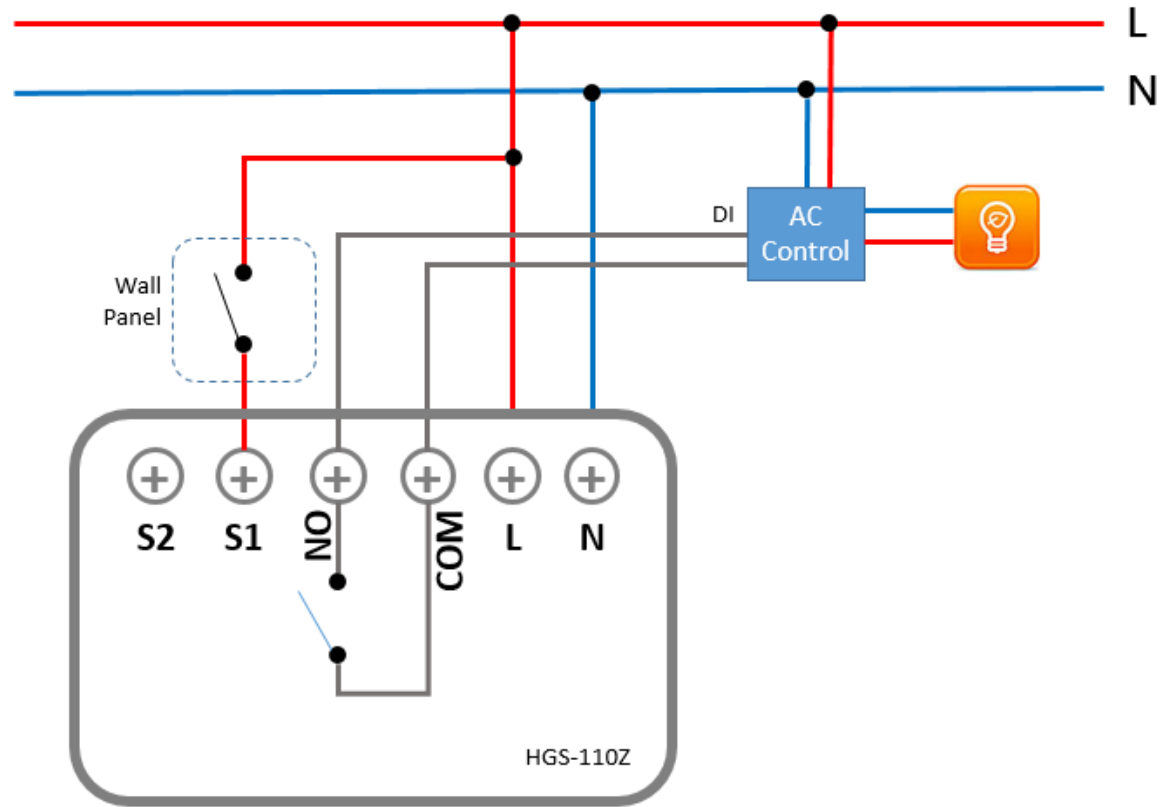 L
N
DI
AC
Control
Wall
Panel
S2
S1
NO
COM
L
N
HGS-110Z